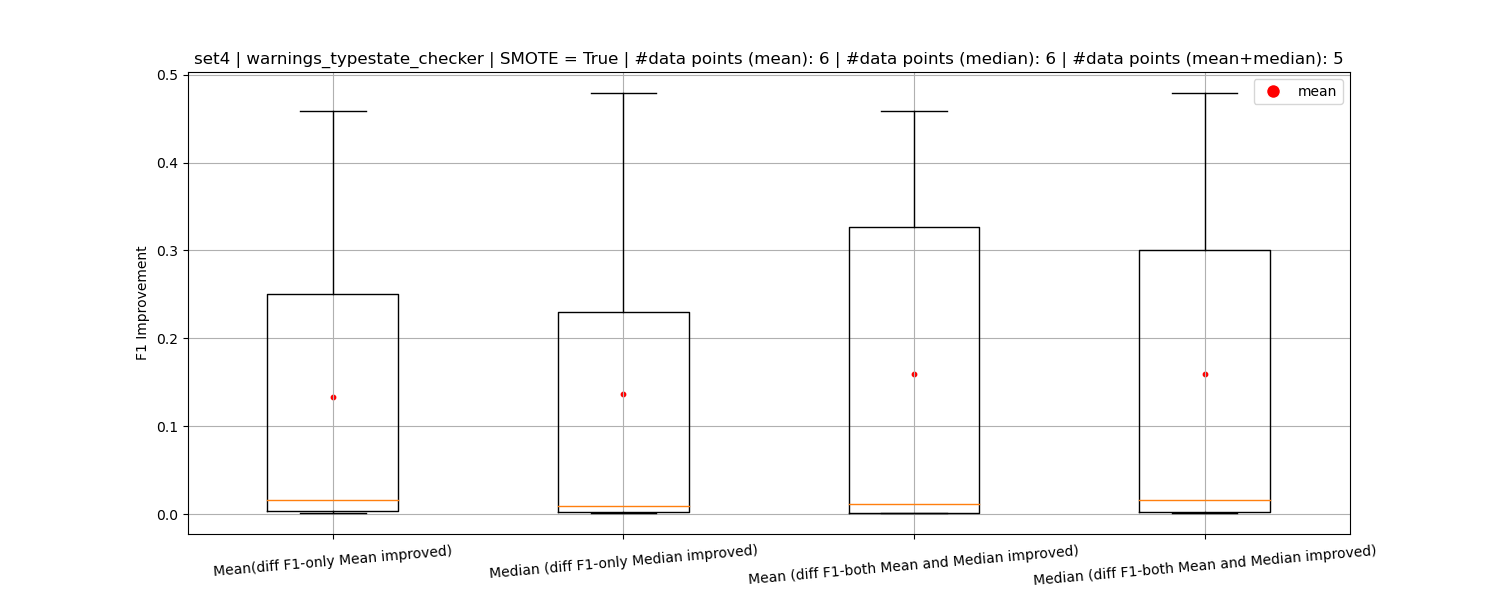 set4 | warnings_typestate_checker | SMOTE = True | #data points (mean): 6 | #data points (median): 6 | #data points (mean+median): 5
mean
F1 Improvement
0.5
0.4
0.3
0.2
0.1
0.0
Mean(diff F1-only Mean improved)
Median (diff F1-only Median improved)
Mean (diff F1-both Mean and Median improved)
Median (diff F1-both Mean and Median improved)